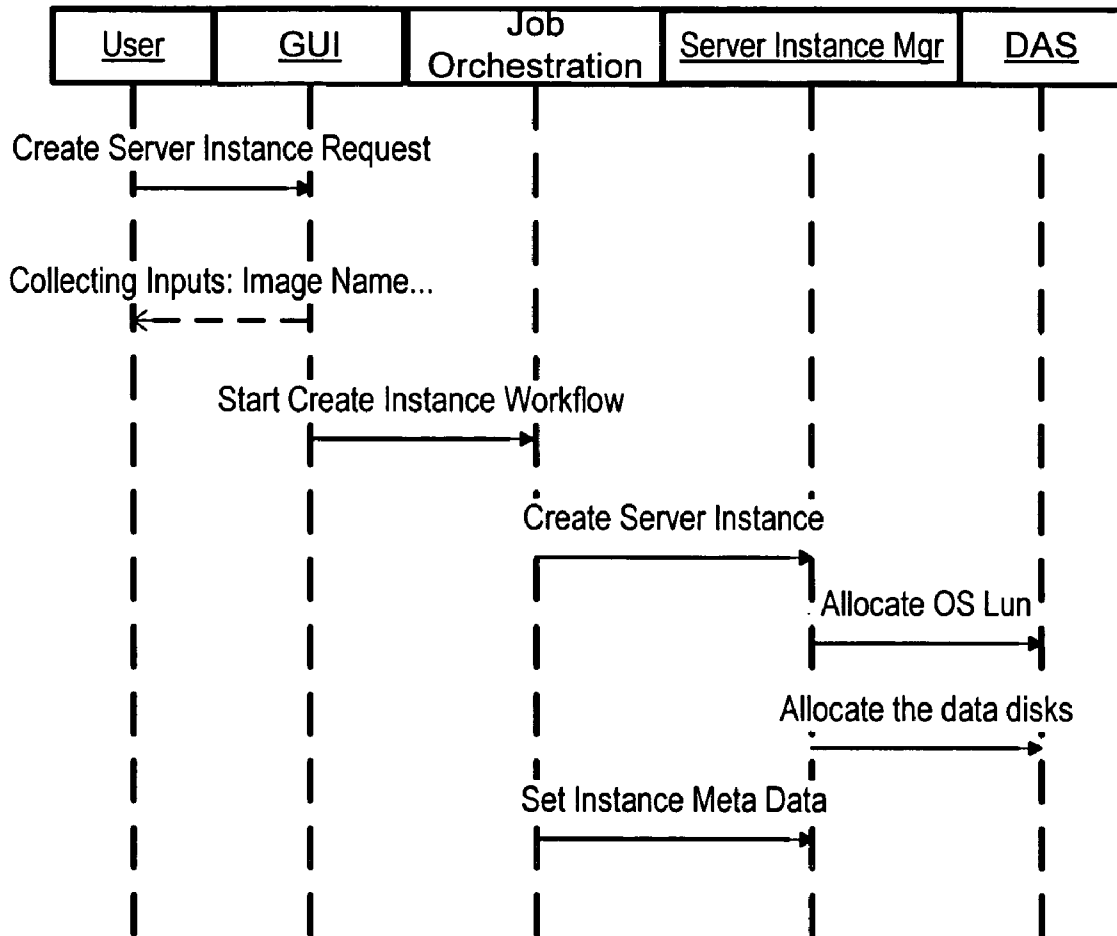 User
GUI
Job
Orchestration
Server Instance Mgr
DAS
Create Server Instance Request
Collecting Inputs: Image Name...
Start Create Instance Workflow
Create Server Instance
Allocate OS Lun
Allocate the data disks
Set Instance Meta Data